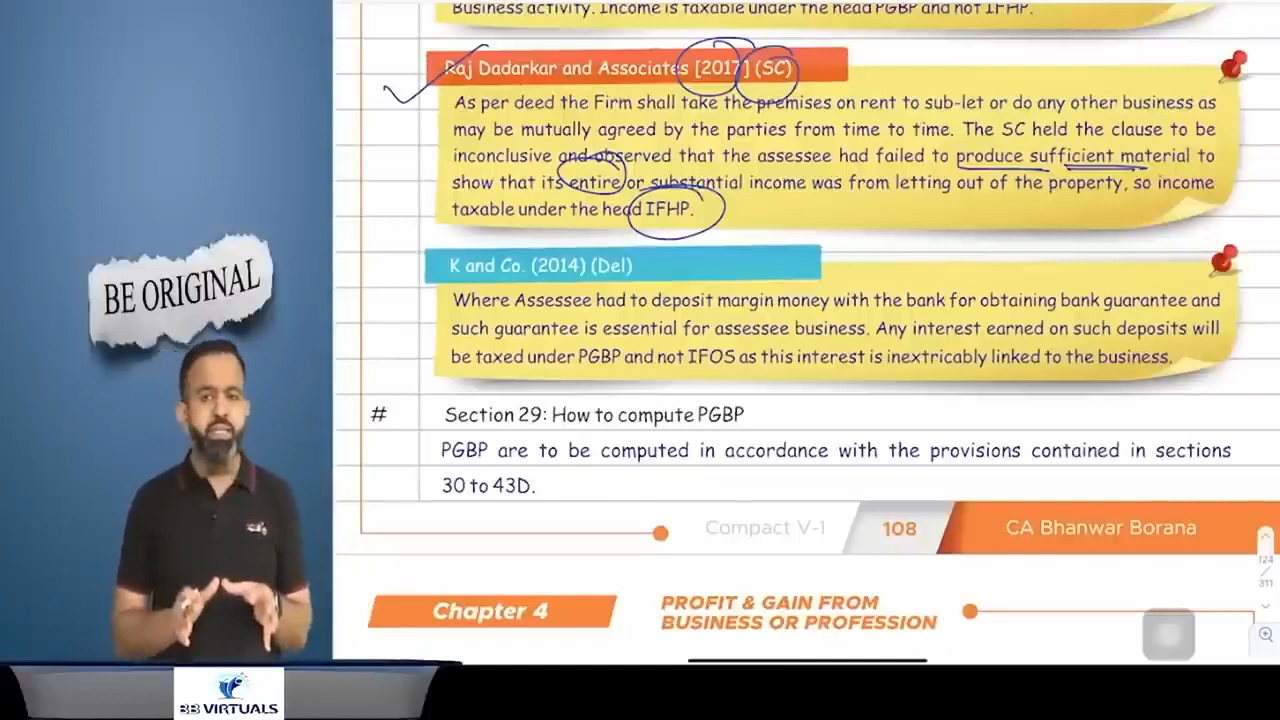 Business activity. Income is taxable under the head PGBP and not IFHP.
Raj Dadarkar and Associates [2017] (SC)
As per deed the Firm shall take the premises on rent to sub-let or do any other business as
may be mutually agreed by the parties from time to time. The SC held the clause to be
inconclusive and observed that the assessee had failed to produce sufficient material to
show that its entire or substantial income was from letting out of the property, so income
taxable under the head IFHP.
K and Co. (2014) (Del)
Where Assessee had to deposit margin money with the bank for obtaining bank guarantee and
such guarantee is essential for assessee business. Any interest earned on such deposits will
be taxed under PGBP and not IFOS as this interest is inextricably linked to the business.
# Section 29: How to compute PGBP
PGBP are to be computed in accordance with the provisions contained in sections
30 to 43D.
Compact V-1 108 CA Bhanwar Borana
Chapter 4
PROFIT & GAIN FROM
BUSINESS OR PROFESSION
124
/
311
BE ORIGINAL
BB VIRTUALS